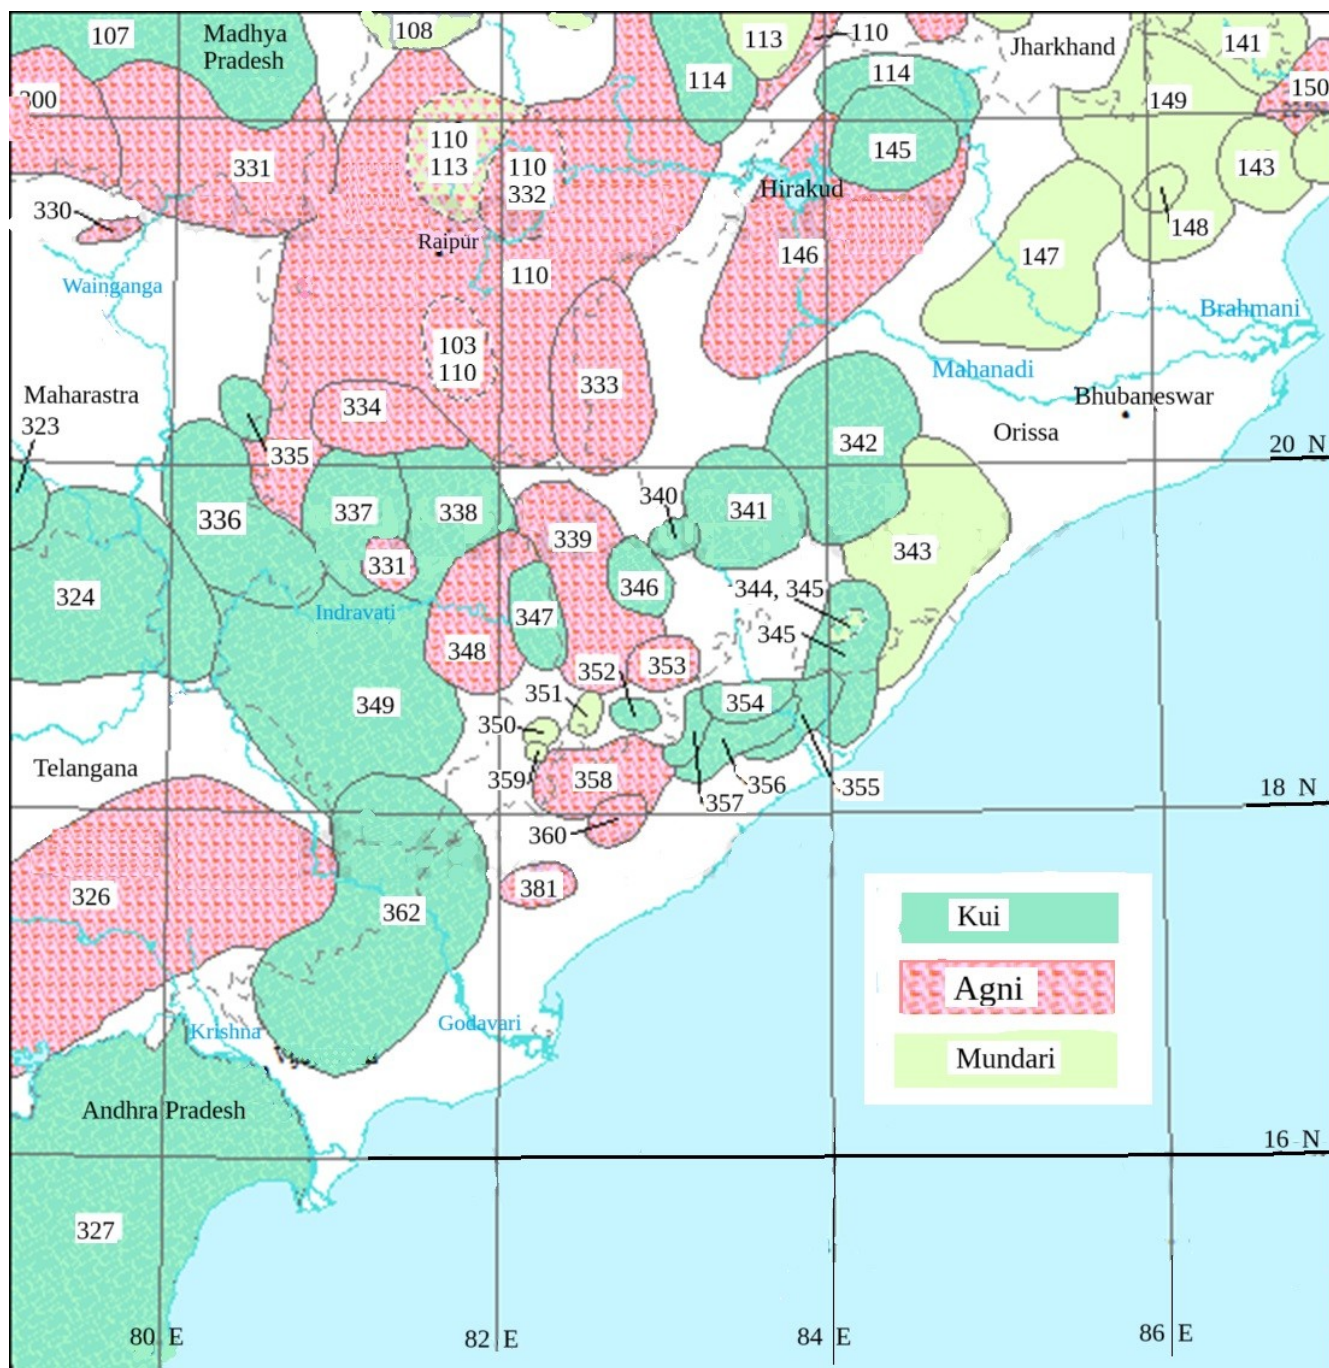 107
Madhya
Pradesh
108
113
110
Jharkhand
141
114
114
200
149
150
110
113
331
110
332
145
143
330
Hirakud
148
Raipur
146
147
110
Wainganga
Brahmani
103
110
Mahanadi
Maharastra
333
334
Bhubaneswar
323
Orissa
20 N
335
342
340
336
337
338
341
339
343
331
346
344, 345
324
Indravati
347
345
348
352
353
351
349
354
350
Telangana
359
358
356
355
18 N
357
360
326
381
362
Kui
Agni
Krishna
Godavari
Mundari
Andhra Pradesh
16 N
327
80 E
82 E
84 E
86 E